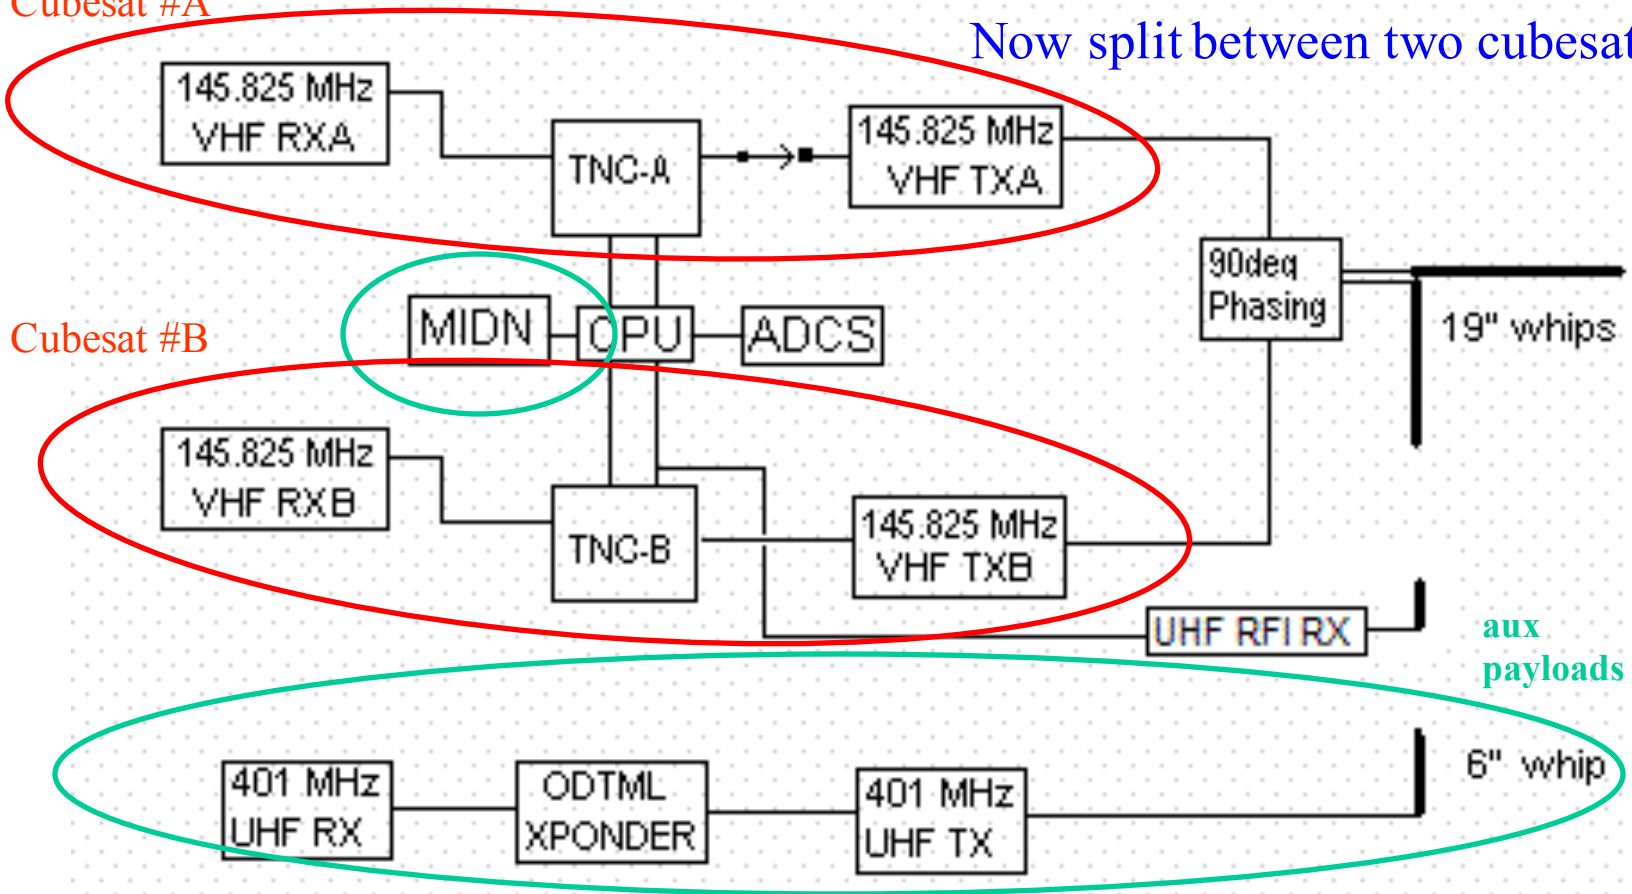 Cubesat #A
Now split between two cubesat
145.825 MHz
VHF RXA
TNC-A
145.825 MHz
VHF TXA
90deg
Phasing
19" whips
Cubesat #B
MIDN
CPU
ADCS
145.825 MHz
VHF RXB
TNC-B
145.825 MHz
VHF TXB
UHF RFI RX
aux
payloads
401 MHz
UHF RX
ODTML
XPONDER
401 MHz
UHF TX
6" whip